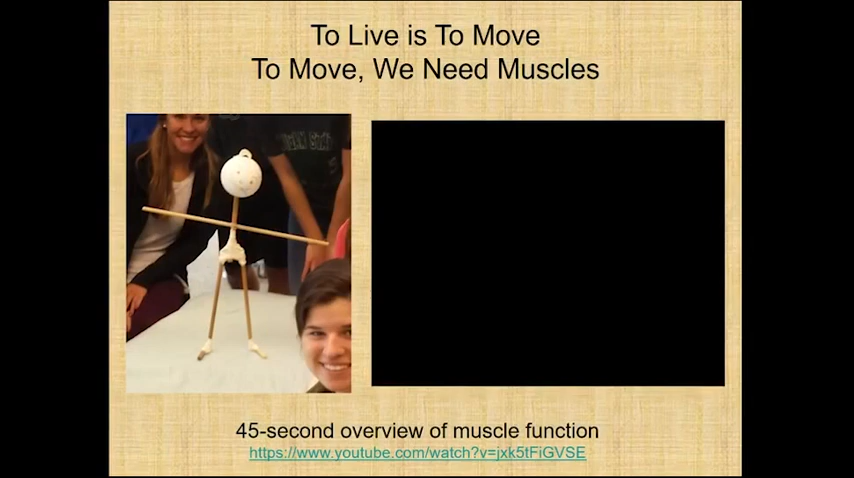 To Live is To Move
To Move, We Need Muscles
45-second overview of muscle function
https://www.youtube.com/watch?v=jxk5tFiGVSE